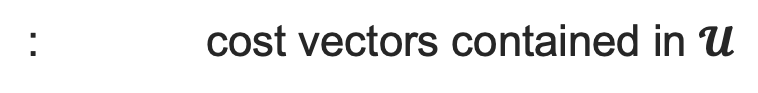 : cost vectors contained in 𝓤